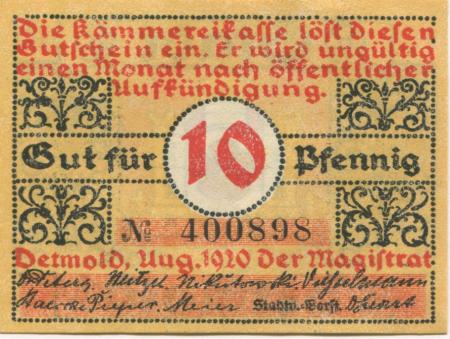 Die Kämmereikasse löst diesen
Gutschein ein. Er wird ungültig
einen Monat nach öffentlicher
Aufkündigung.
Gut für 10 Pfennig
No 400898
Detmold, Aug. 1920 Der Magistrat
Meier Stadtv.-Vorst.